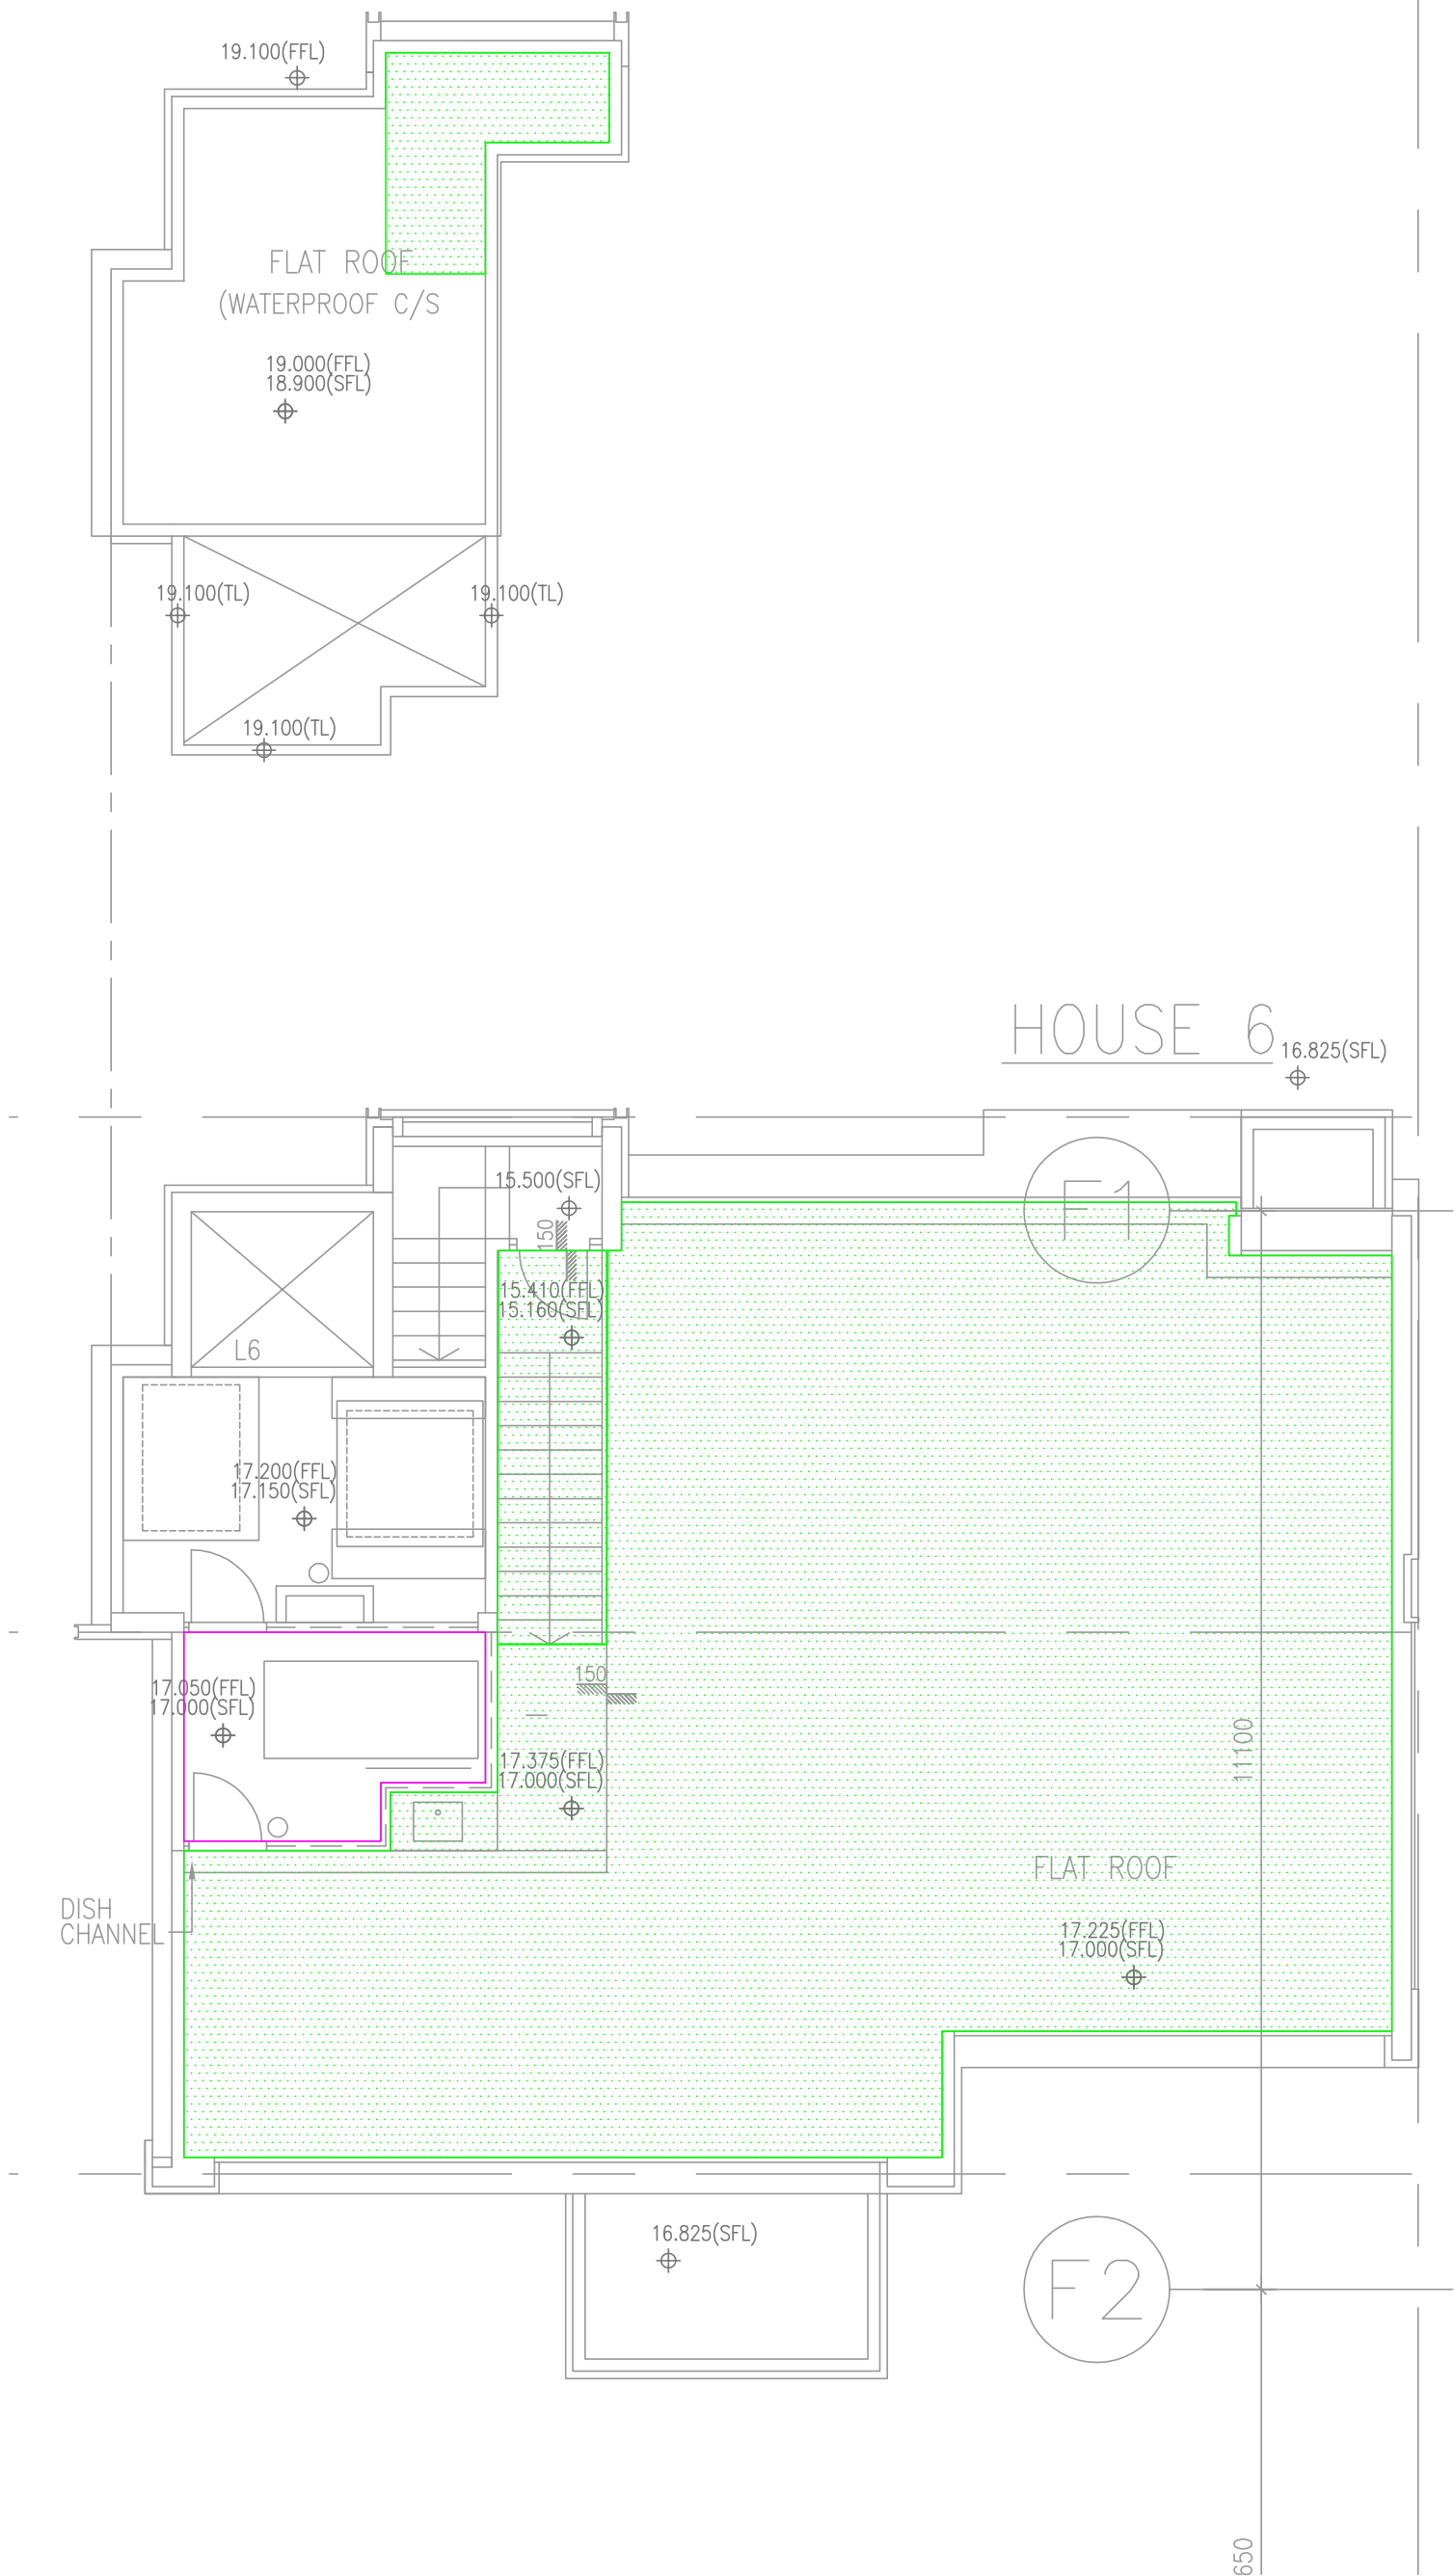 19.100(FFL)
FLAT ROOF
(WATERPROOF C/S
19.000(FFL)
18.900(SFL)
19.100(TL)
19.100(TL)
19.100(TL)
HOUSE 6
16.825(SFL)
15.500(SFL)
F1
150
15.410(FFL)
15.160(SFL)
L6
17.200(FFL)
17.150(SFL)
150
17.050(FFL)
17.000(SFL)
11100
17.375(FFL)
17.000(SFL)
FLAT ROOF
DISH
CHANNEL
17.225(FFL)
17.000(SFL)
16.825(SFL)
F2
650